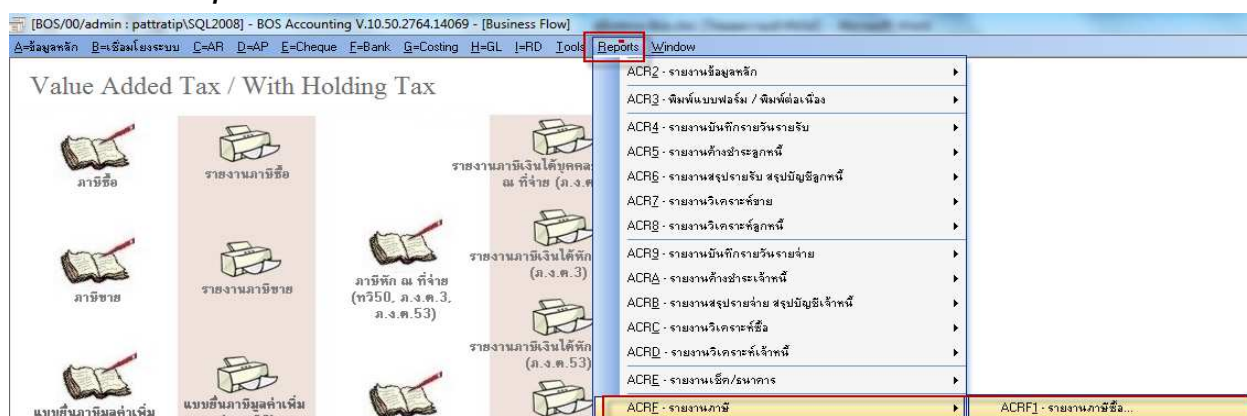 [BOS/00/admin : pattratip\SQL2008] - BOS Accounting V.10.50.2764.14069 - [Business Flow]
A=ข้อมูลหลัก B=เชื่อมโยงระบบ C=AR D=AP E=Cheque F=Bank G=Costing H=GL I=RD Tools Reports Window
Value Added Tax / With Holding Tax
ภาษีซื้อ
รายงานภาษีซื้อ
รายงานภาษีเงินได้บุคคล
ณ ที่จ่าย (ภ.ง.ด
ภาษีขาย
รายงานภาษีขาย
ภาษีหัก ณ ที่จ่าย
(ทวิ50, ภ.ง.ด.3,
ภ.ง.ด.53)
รายงานภาษีเงินได้หัก
(ภ.ง.ด.3)
รายงานภาษีเงินได้หัก
(ภ.ง.ด.53)
แบบยื่นภาษีมูลค่าเพิ่ม
แบบยื่นภาษีมูลค่าเพิ่ม
ACR2 - รายงานข้อมูลหลัก
ACR3 - พิมพ์แบบฟอร์ม / พิมพ์ต่อเนื่อง
ACR4 - รายงานบันทึกรายวันรายรับ
ACR5 - รายงานค้างชำระลูกหนี้
ACR6 - รายงานสรุปรายรับ สรุปบัญชีลูกหนี้
ACR7 - รายงานวิเคราะห์ขาย
ACR8 - รายงานวิเคราะห์ลูกหนี้
ACR9 - รายงานบันทึกรายวันรายจ่าย
ACRA - รายงานค้างชำระเจ้าหนี้
ACRB - รายงานสรุปรายจ่าย สรุปบัญชีเจ้าหนี้
ACRC - รายงานวิเคราะห์ซื้อ
ACRD - รายงานวิเคราะห์เจ้าหนี้
ACRE - รายงานเช็ค/ธนาคาร
ACRF - รายงานภาษี
ACRF1 - รายงานภาษีซื้อ...